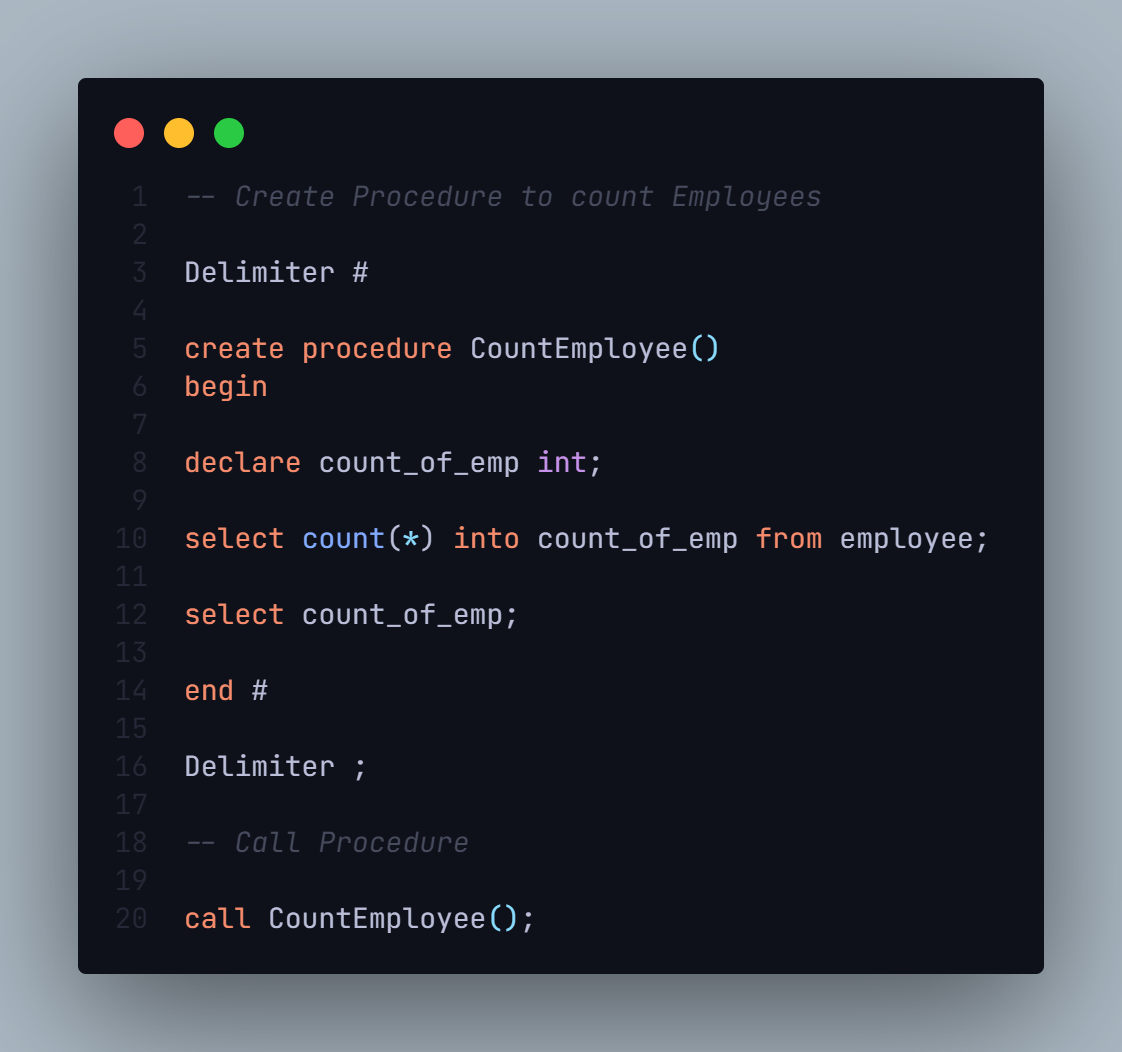 1 -- Create Procedure to count Employees
2
3 Delimiter #
4
5 create procedure CountEmployee()
6 begin
7
8 declare count_of_emp int;
9
10 select count(*) into count_of_emp from employee;
11
12 select count_of_emp;
13
14 end #
15
16 Delimiter ;
17
18 -- Call Procedure
19
20 call CountEmployee();